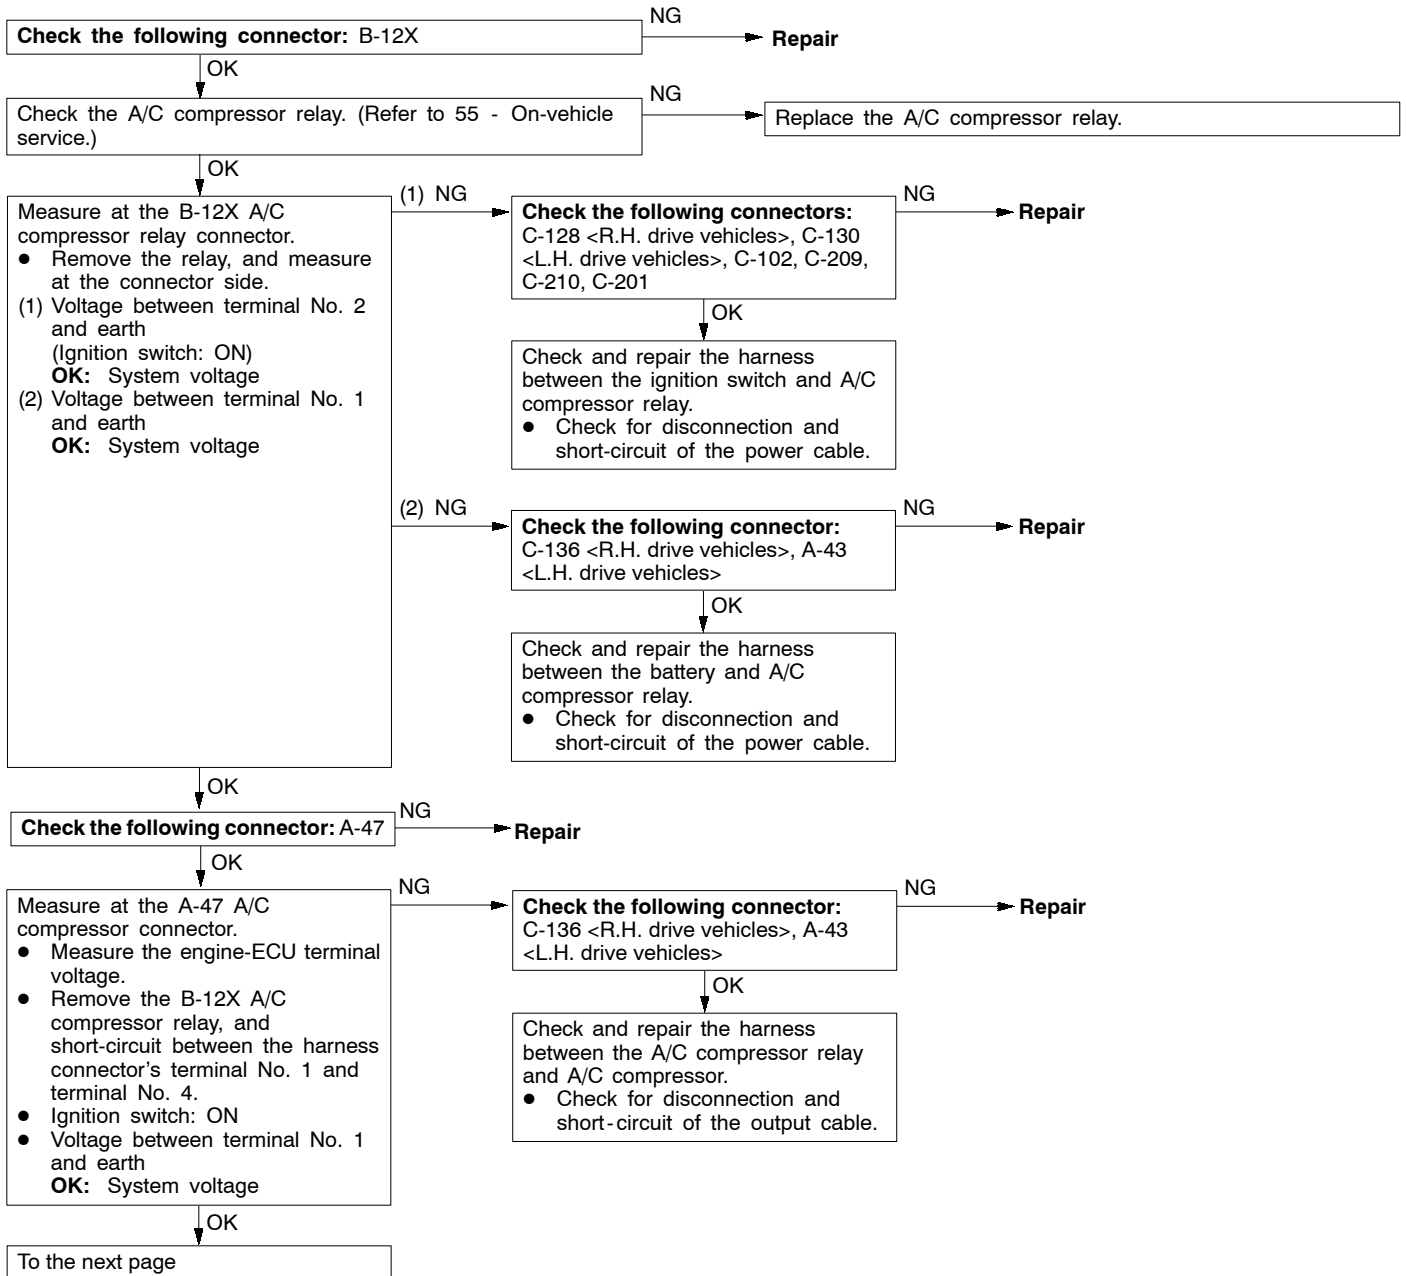 Check the following connector: B-12X
NG
Repair
OK
Check the A/C compressor relay. (Refer to 55 - On-vehicle
service.)
NG
Replace the A/C compressor relay.
OK
Measure at the B-12X A/C
compressor relay connector.
● Remove the relay, and measure
at the connector side.
(1) Voltage between terminal No. 2
and earth
(Ignition switch: ON)
OK: System voltage
(2) Voltage between terminal No. 1
and earth
OK: System voltage
(1) NG
Check the following connectors:
C-128 <R.H. drive vehicles>, C-130
<L.H. drive vehicles>, C-102, C-209,
C-210, C-201
NG
Repair
OK
Check and repair the harness
between the ignition switch and A/C
compressor relay.
● Check for disconnection and
short-circuit of the power cable.
(2) NG
Check the following connector:
C-136 <R.H. drive vehicles>, A-43
<L.H. drive vehicles>
NG
Repair
OK
Check and repair the harness
between the battery and A/C
compressor relay.
● Check for disconnection and
short-circuit of the power cable.
OK
Check the following connector: A-47
NG
Repair
OK
Measure at the A-47 A/C
compressor connector.
● Measure the engine-ECU terminal
voltage.
● Remove the B-12X A/C
compressor relay, and
short-circuit between the harness
connector's terminal No. 1 and
terminal No. 4.
● Ignition switch: ON
● Voltage between terminal No. 1
and earth
OK: System voltage
NG
Check the following connector:
C-136 <R.H. drive vehicles>, A-43
<L.H. drive vehicles>
NG
Repair
OK
Check and repair the harness
between the A/C compressor relay
and A/C compressor.
● Check for disconnection and
short-circuit of the output cable.
OK
To the next page